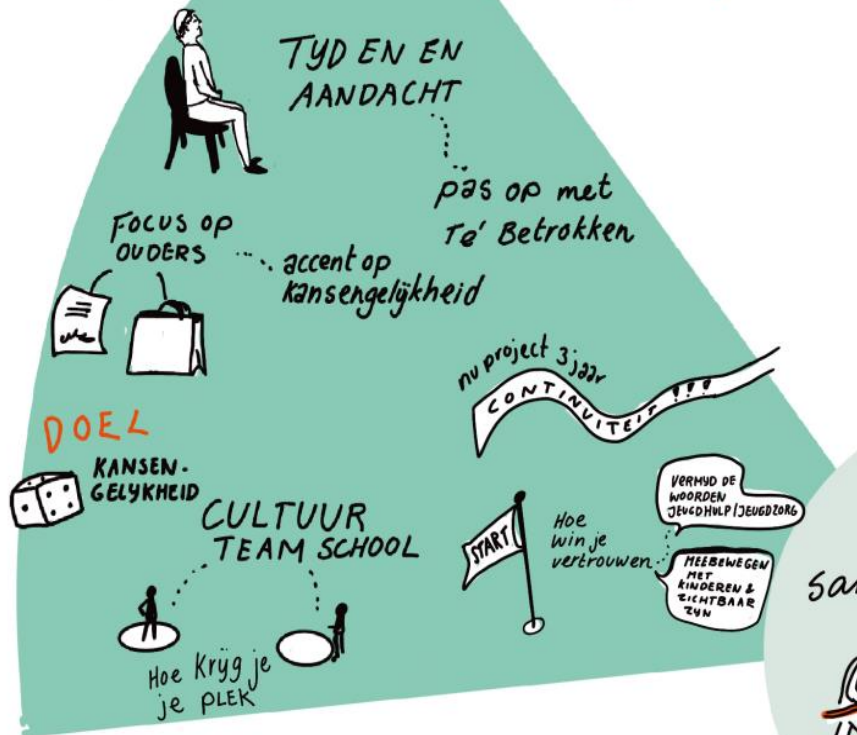 TYD EN EN
AANDACHT
pas op met
Te' Betrokken
FOCUS OP
OUDERS
accent op
kansengelijkheid
nu project 3 jaar
CONTINUITEIT !!!
DOEL
KANSEN-
GELYKHEID
CULTUUR
TEAM SCHOOL
Hoe Krijg je
je PLEK
START
Hoe
win je
vertrouwen
VERMYD DE
WOORDEN
JEUGDHULP/JEUGDZORG
MEEBEWEGEN
MET
KINDEREN &
ZICHTBAAR
ZYN